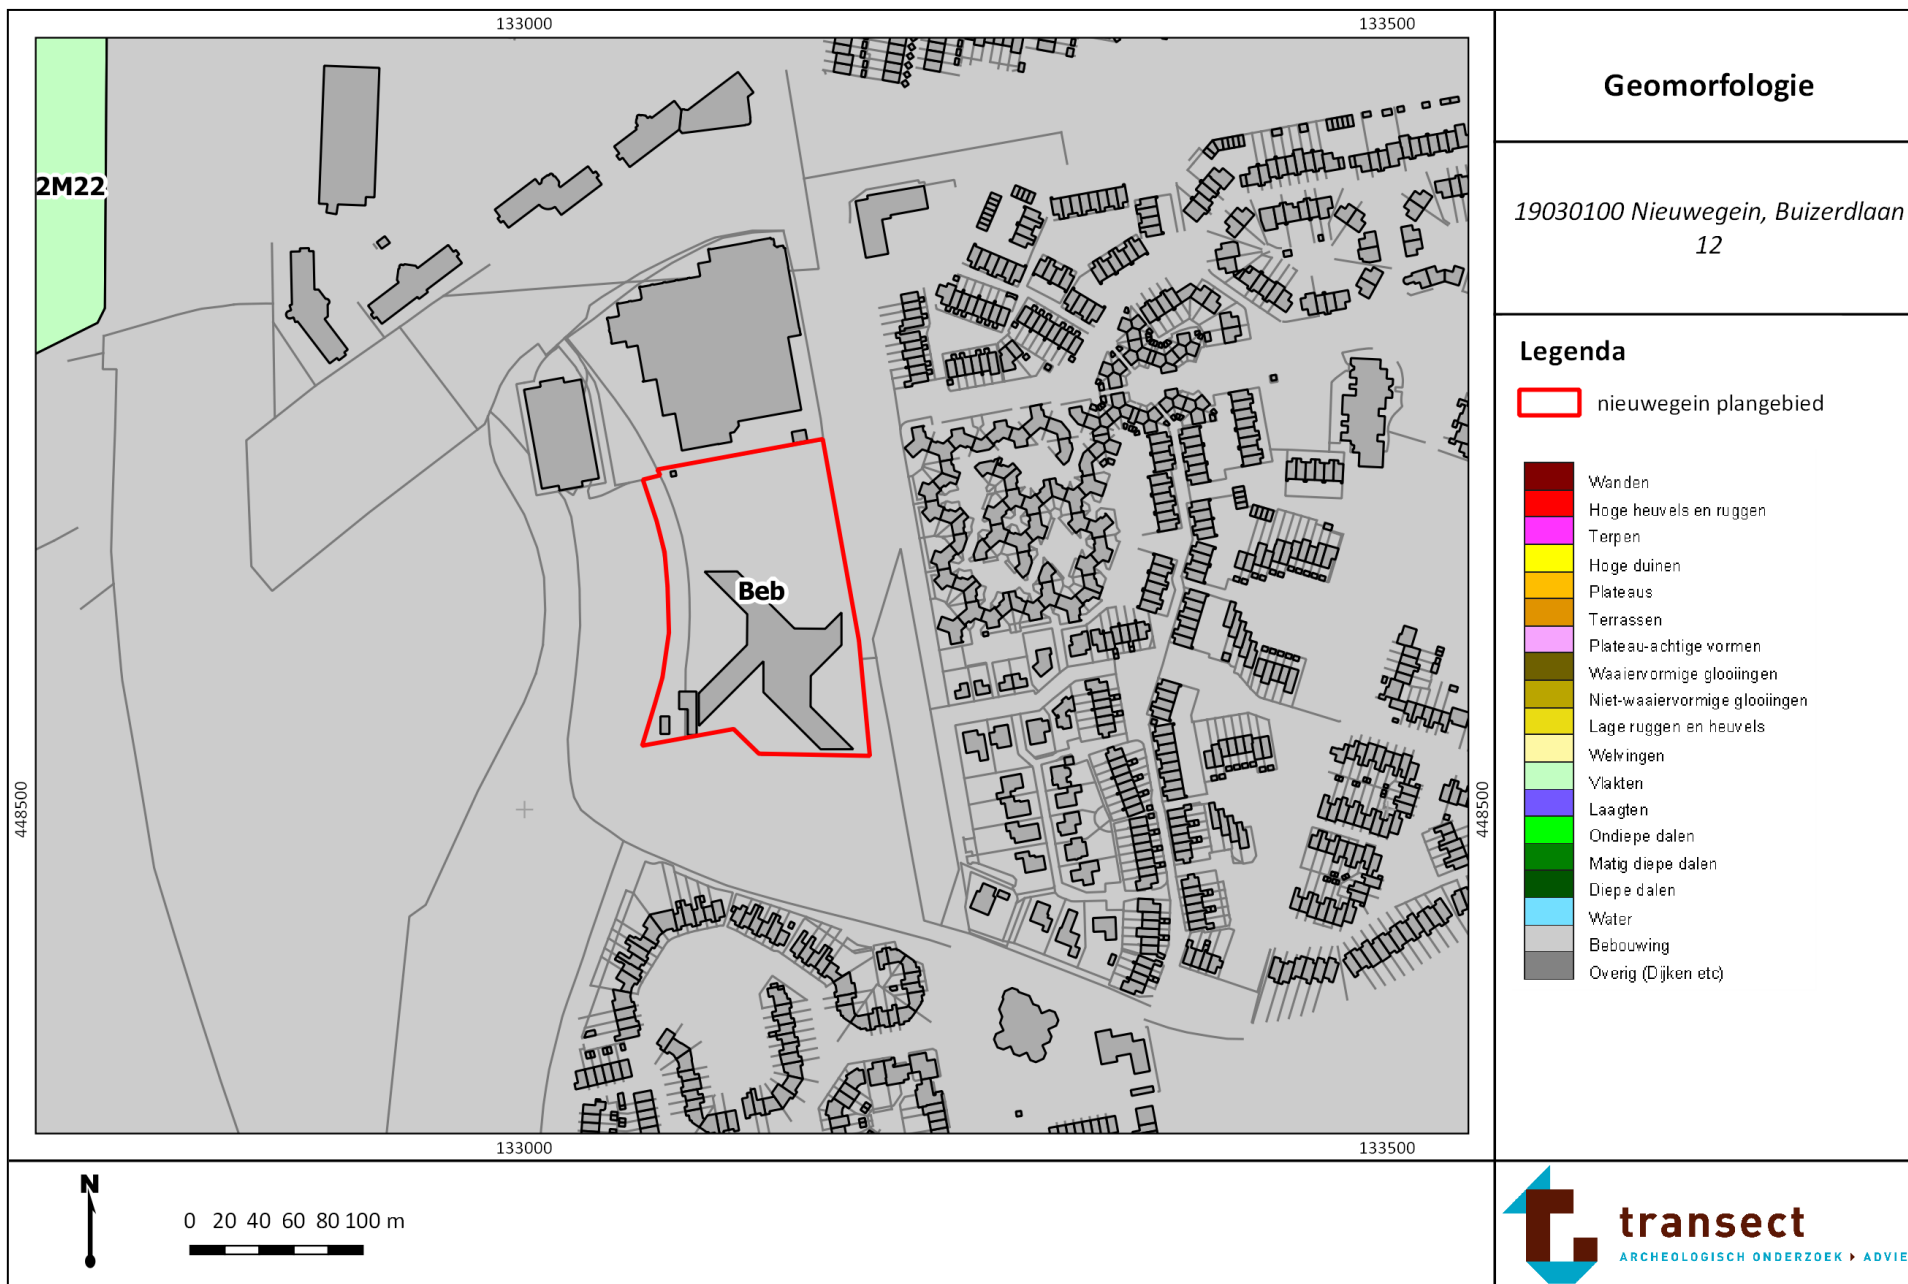 133000
133500
2M22
Beb
448500
448500
133000
133500
N
0 20 40 60 80 100 m
Geomorfologie
19030100 Nieuwegein, Buizerdlaan
12
Legenda
nieuwegein plangebied
Wanden
Hoge heuvels en ruggen
Terpen
Hoge duinen
Plateaus
Terrassen
Plateau-achtige vormen
Waaiervormige glooiingen
Niet-waaiervormige glooiingen
Lage ruggen en heuvels
Welvingen
Vlakten
Laagten
Ondiepe dalen
Matig diepe dalen
Diepe dalen
Water
Bebouwing
Overig (Dijken etc)
transect
ARCHEOLOGISCH ONDERZOEK ▸ ADVIE